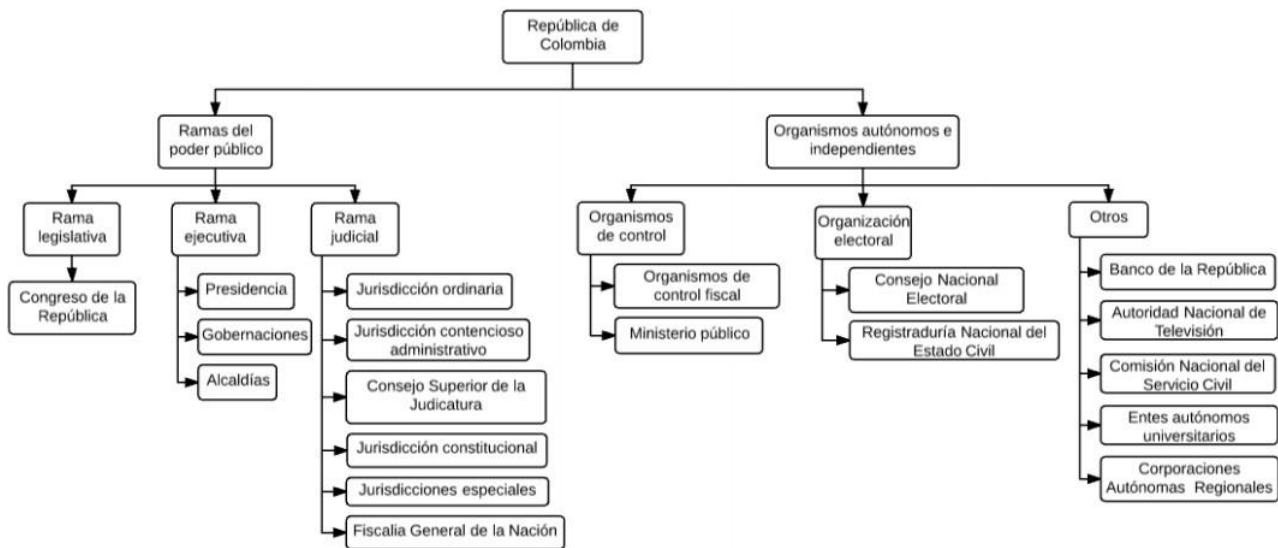 República de
Colombia
Ramas del
poder público
Organismos autónomos e
independientes
Rama
legislativa
Rama
ejecutiva
Rama
judicial
Organismos
de control
Organización
electoral
Otros
Congreso de la
República
Presidencia
Gobernaciones
Alcaldías
Jurisdicción ordinaria
Jurisdicción contencioso
administrativo
Consejo Superior de la
Judicatura
Jurisdicción constitucional
Jurisdicciones especiales
Fiscalia General de la Nación
Organismos de
control fiscal
Ministerio público
Consejo Nacional
Electoral
Registraduría Nacional del
Estado Civil
Banco de la República
Autoridad Nacional de
Televisión
Comisión Nacional del
Servicio Civil
Entes autónomos
universitarios
Corporaciones
Autónomas Regionales